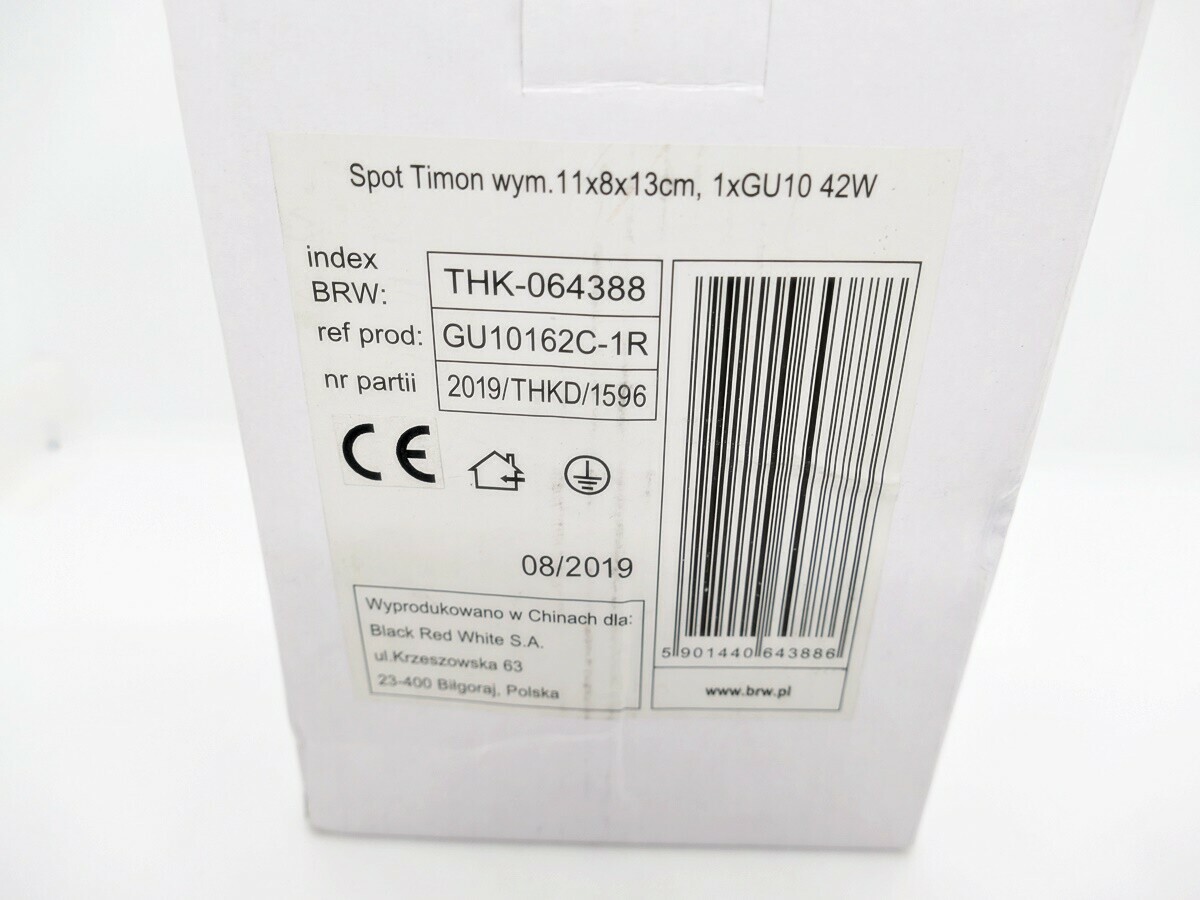 Spot Timon wym.11x8x13cm, 1xGU10 42W
index
BRW: THK-064388
ref prod: GU10162C-1R
nr partii 2019/THKD/1596
CE
08/2019
Wyprodukowano w Chinach dla:
Black Red White S.A.
ul.Krzeszowska 63
23-400 Biłgoraj, Polska
5 901440 643886
www.brw.pl